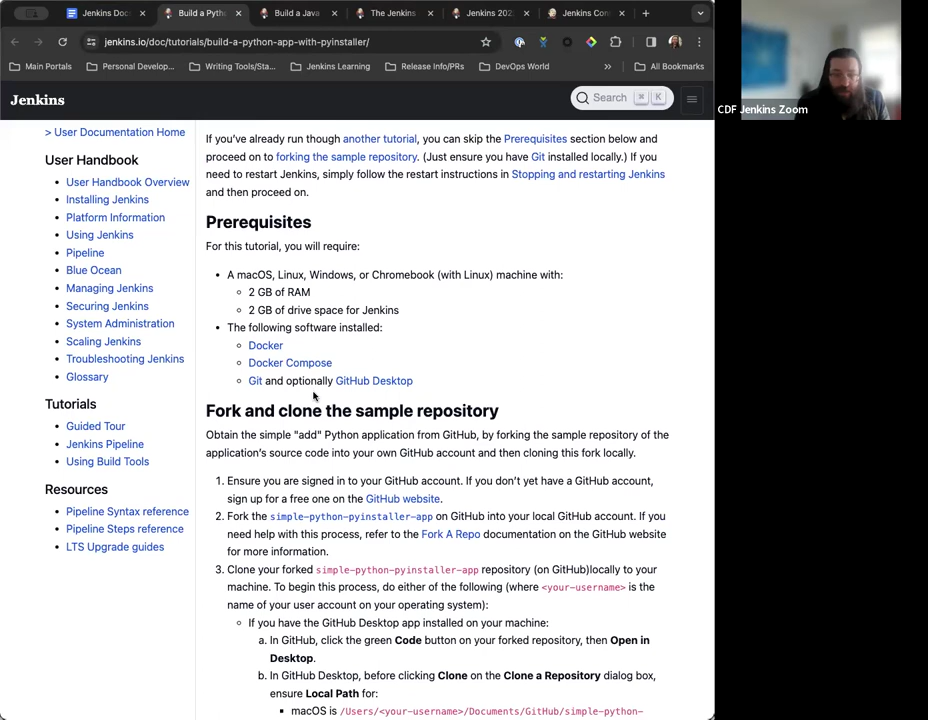 Jenkins Doc
Build a Pyth
Build a Java
The Jenkins
Jenkins 202
Jenkins Con
jenkins.io/doc/tutorials/build-a-python-app-with-pyinstaller/
Main Portals
Personal Develop...
Writing Tools/Sta...
Jenkins Learning
Release Info/PRs
DevOps World
»
All Bookmarks
Jenkins
Search ⌘ K
CDF Jenkins Zoom
> User Documentation Home
User Handbook
• User Handbook Overview
• Installing Jenkins
• Platform Information
• Using Jenkins
• Pipeline
• Blue Ocean
• Managing Jenkins
• Securing Jenkins
• System Administration
• Scaling Jenkins
• Troubleshooting Jenkins
• Glossary
Tutorials
• Guided Tour
• Jenkins Pipeline
• Using Build Tools
Resources
• Pipeline Syntax reference
• Pipeline Steps reference
• LTS Upgrade guides
If you've already run though another tutorial, you can skip the Prerequisites section below and
proceed on to forking the sample repository. (Just ensure you have Git installed locally.) If you
need to restart Jenkins, simply follow the restart instructions in Stopping and restarting Jenkins
and then proceed on.
Prerequisites
For this tutorial, you will require:
• A macOS, Linux, Windows, or Chromebook (with Linux) machine with:
◦ 2 GB of RAM
◦ 2 GB of drive space for Jenkins
• The following software installed:
◦ Docker
◦ Docker Compose
◦ Git and optionally GitHub Desktop
Fork and clone the sample repository
Obtain the simple "add" Python application from GitHub, by forking the sample repository of the
application's source code into your own GitHub account and then cloning this fork locally.
1. Ensure you are signed in to your GitHub account. If you don't yet have a GitHub account,
sign up for a free one on the GitHub website.
2. Fork the simple-python-pyinstaller-app on GitHub into your local GitHub account. If you
need help with this process, refer to the Fork A Repo documentation on the GitHub website
for more information.
3. Clone your forked simple-python-pyinstaller-app repository (on GitHub)locally to your
machine. To begin this process, do either of the following (where <your-username> is the
name of your user account on your operating system):
◦ If you have the GitHub Desktop app installed on your machine:
a. In GitHub, click the green Code button on your forked repository, then Open in
Desktop.
b. In GitHub Desktop, before clicking Clone on the Clone a Repository dialog box,
ensure Local Path for:
▪ macOS is /Users/<your-username>/Documents/GitHub/simple-python-